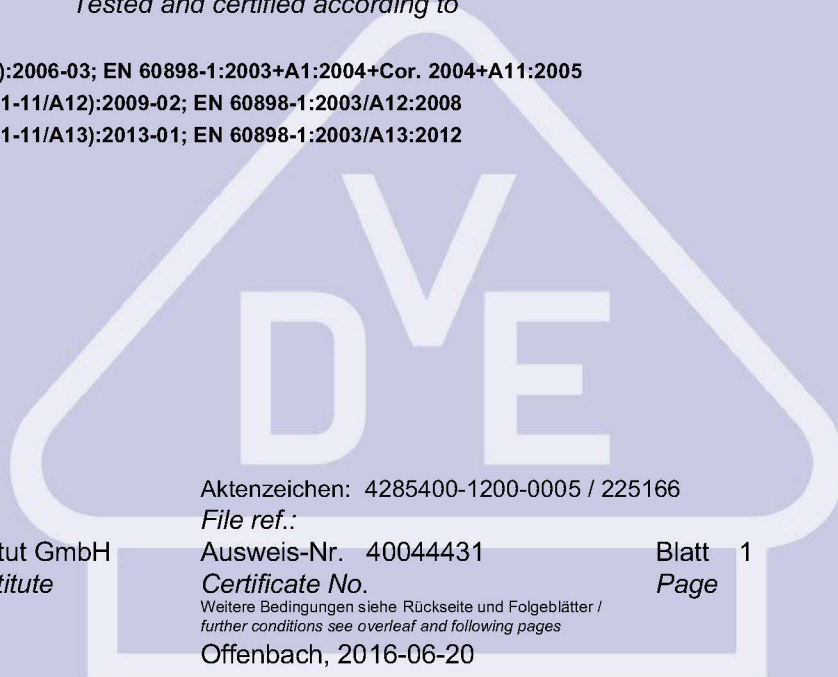 Tested and certified according to
):2006-03; EN 60898-1:2003+A1:2004+Cor. 2004+A11:2005
1-11/A12):2009-02; EN 60898-1:2003/A12:2008
1-11/A13):2013-01; EN 60898-1:2003/A13:2012
DVE
Aktenzeichen: 4285400-1200-0005 / 225166
File ref.:
tut GmbH Ausweis-Nr. 40044431 Blatt 1
titute Certificate No. Page
Weitere Bedingungen siehe Rückseite und Folgeblätter /
further conditions see overleaf and following pages
Offenbach, 2016-06-20